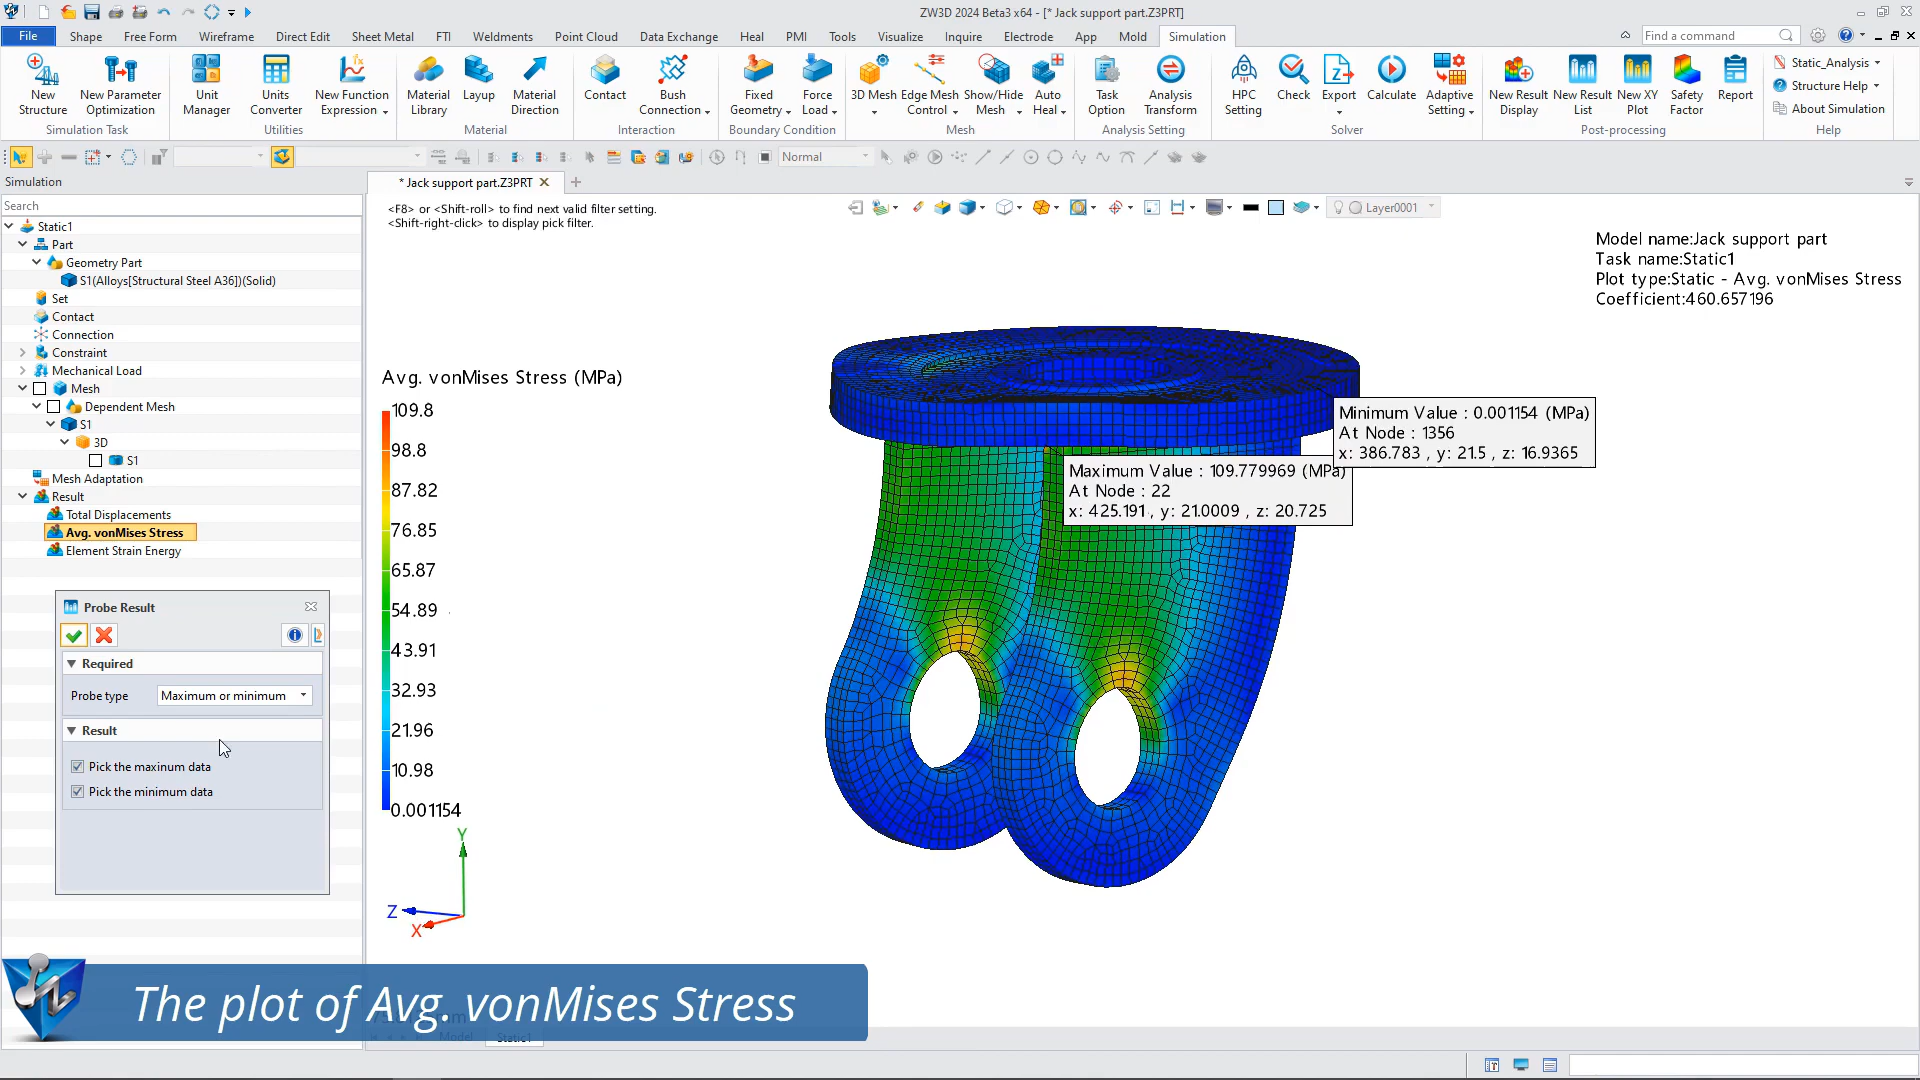 ZW3D 2024 Beta3 x64 - [* Jack support part.Z3PRT]
File Shape Free Form Wireframe Direct Edit Sheet Metal FTI Weldments Point Cloud Data Exchange Heal PMI Tools Visualize Inquire Electrode App Mold Simulation
Find a command
New Structure
New Parameter Optimization
Unit Manager
Units Converter
New Function Expression
Material Library
Layup
Material Direction
Contact
Bush Connection
Fixed Geometry
Force Load
3D Mesh
Edge Mesh Control
Show/Hide Mesh
Auto Heal
Task Option
Analysis Transform
HPC Setting
Check
Export
Calculate
Adaptive Setting
New Result Display
New Result List
New XY Plot
Safety Factor
Report
Static_Analysis
Structure Help
About Simulation
Simulation Task Utilities Material Interaction Boundary Condition Mesh Analysis Setting Solver Post-processing Help
Normal
Simulation
* Jack support part.Z3PRT
Search
<F8> or <Shift-roll> to find next valid filter setting.
<Shift-right-click> to display pick filter.
Layer0001
Static1
Part
Geometry Part
S1(Alloys[Structural Steel A36])(Solid)
Set
Contact
Connection
Constraint
Mechanical Load
Mesh
Dependent Mesh
S1
3D
S1
Mesh Adaptation
Result
Total Displacements
Avg. vonMises Stress
Element Strain Energy
Probe Result
Required
Probe type Maximum or minimum
Result
Pick the maxinum data
Pick the minimum data
Model name:Jack support part
Task name:Static1
Plot type:Static - Avg. vonMises Stress
Coefficient:460.657196
Avg. vonMises Stress (MPa)
109.8
98.8
87.82
76.85
65.87
54.89
43.91
32.93
21.96
10.98
0.001154
Minimum Value : 0.001154 (MPa)
At Node : 1356
x: 386.783 , y: 21.5 , z: 16.9365
Maximum Value : 109.779969 (MPa)
At Node : 22
x: 425.191 , y: 21.0009 , z: 20.725
Y
Z
X
The plot of Avg. vonMises Stress
Model
Static1